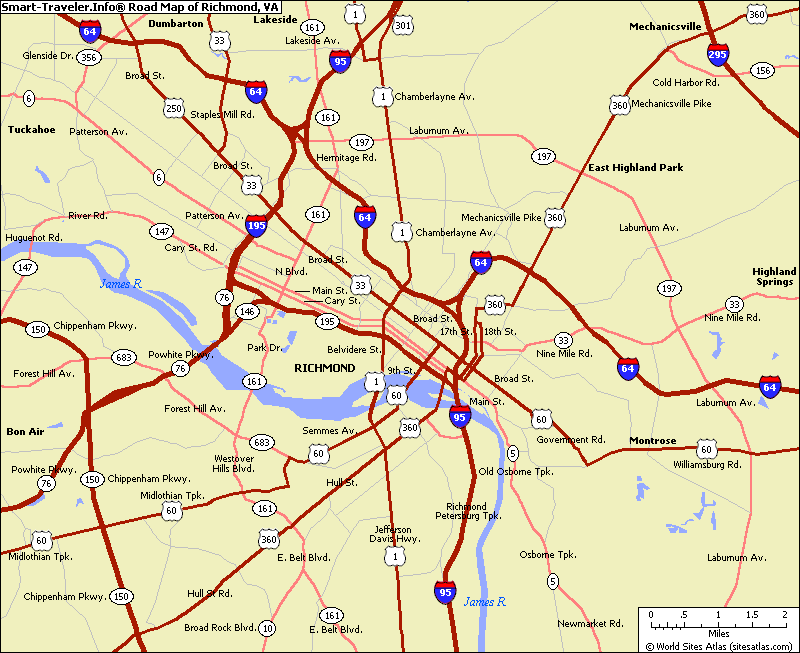 Smart-Traveler.Info® Road Map of Richmond, VA
Lakeside
1
360
Dumbarton
301
Mechanicsville
64
33
161
Lakeside Av.
Glenside Dr.
356
95
295
156
Broad St.
Cold Harbor Rd.
64
6
250
1
Chamberlayne Av.
360
Mechanicsville Pike
Staples Mill Rd.
161
Tuckahoe
Patterson Av.
Laburnum Av.
197
Hermitage Rd.
197
Broad St.
East Highland Park
6
33
River Rd.
Patterson Av.
161
64
Mechanicsville Pike
360
195
Laburnum Av.
147
Huguenot Rd.
1
Chamberlayne Av.
Cary St. Rd.
Broad St.
64
147
N Blvd.
Highland
Springs
James R.
33
197
Main St.
76
Cary St.
360
33
146
195
Broad St.
Nine Mile Rd.
150
Chippenham Pkwy.
17th St.
18th St.
33
683
Powhite Pkwy.
Park Dr.
Belvidere St.
Nine Mile Rd.
76
RICHMOND
9th St.
64
Forest Hill Av.
161
1
Broad St.
64
60
Main St.
Laburnum Av.
Forest Hill Av.
95
60
Bon Air
Semmes Av.
360
Government Rd.
Montrose
683
60
5
60
Westover
Hills Blvd.
Williamsburg Rd.
Powhite Pkwy.
Old Osborne Tpk.
76
150
Chippenham Pkwy.
Hull St.
Midlothian Tpk.
161
Richmond
Petersburg Tpk.
60
60
360
Jefferson
Davis Hwy.
Midlothian Tpk.
E. Belt Blvd.
1
Osborne Tpk.
Laburnum Av.
5
Chippenham Pkwy.
150
Hull St Rd.
95
James R.
161
Broad Rock Blvd.
10
E. Belt Blvd.
Newmarket Rd.
0 .5 1 1.5 2
Miles
© World Sites Atlas (sitesatlas.com)